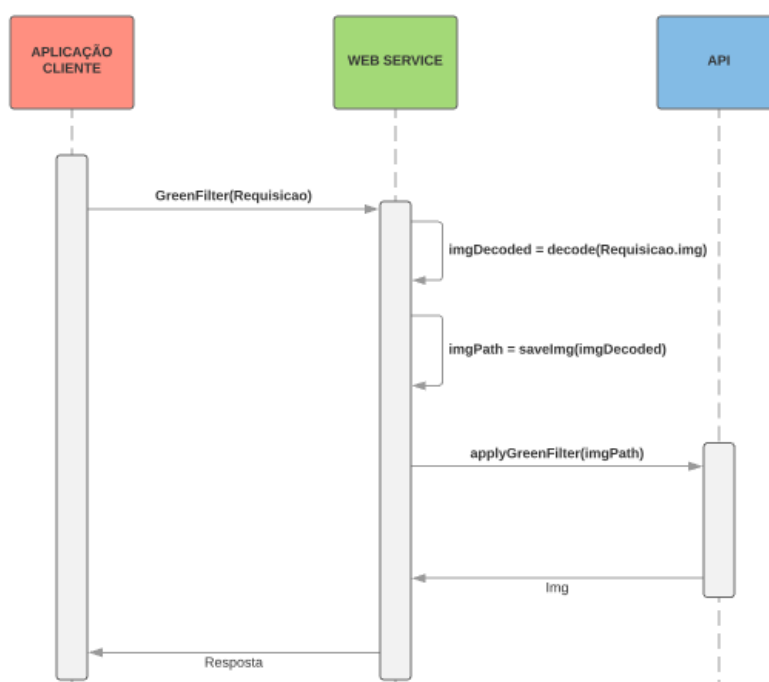 APLICAÇÃO
CLIENTE
WEB SERVICE
API
GreenFilter(Requisicao)
imgDecoded = decode(Requisicao.img)
imgPath = saveImg(imgDecoded)
applyGreenFilter(imgPath)
Img
Resposta